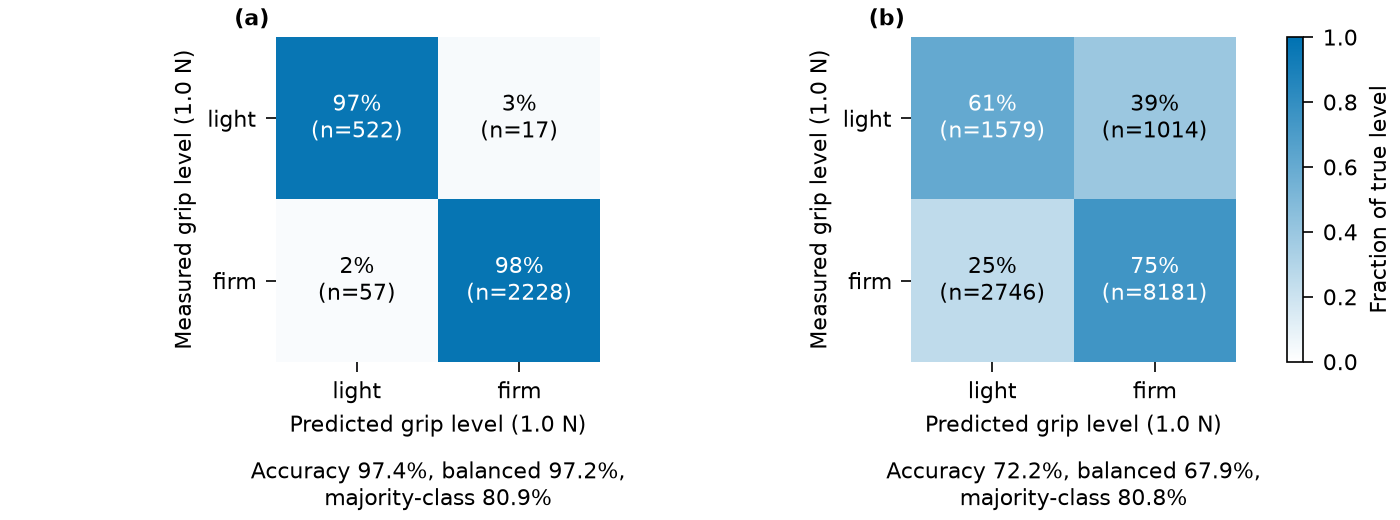 (a)
Measured grip level (1.0 N)
light
firm
97%
(n=522)
3%
(n=17)
2%
(n=57)
98%
(n=2228)
light
firm
Predicted grip level (1.0 N)
Accuracy 97.4%, balanced 97.2%,
majority-class 80.9%
(b)
Measured grip level (1.0 N)
light
firm
61%
(n=1579)
39%
(n=1014)
25%
(n=2746)
75%
(n=8181)
light
firm
Predicted grip level (1.0 N)
Accuracy 72.2%, balanced 67.9%,
majority-class 80.8%
1.0
0.8
0.6
0.4
0.2
0.0
Fraction of true level